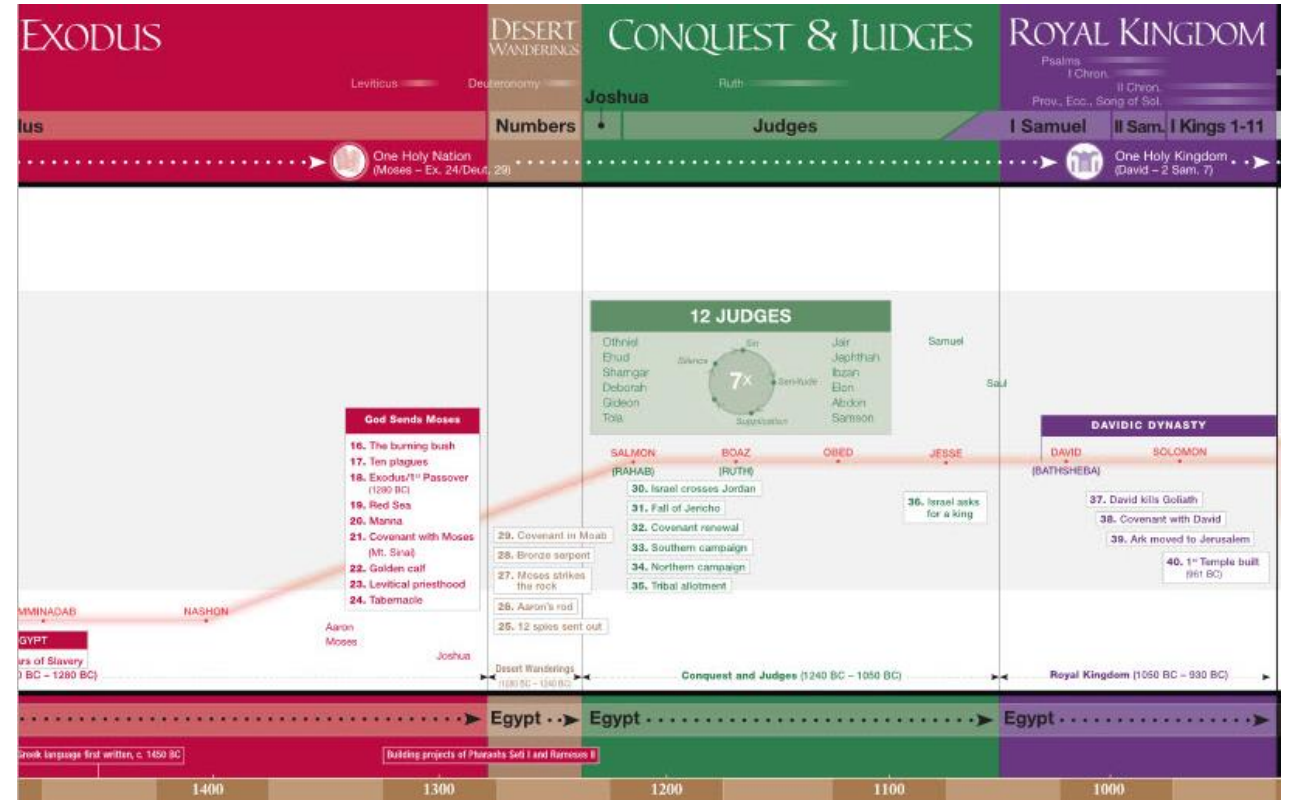 EXODUS
DESERT
WANDERINGS
CONQUEST & JUDGES
ROYAL KINGDOM
Leviticus
Deuteronomy
Ruth
Psalms
I Chron.
II Chron.
Prov., Ecc., Song of Sol.
Joshua
lus
Numbers
Judges
I Samuel
II Sam.
I Kings 1-11
One Holy Nation
(Moses – Ex. 24/Deut. 29)
One Holy Kingdom
(David – 2 Sam. 7)
12 JUDGES
Othniel
Ehud
Shamgar
Deborah
Gideon
Tola
Sin
Silence
7x
Servitude
Supplication
Jair
Jephthah
Ibzan
Elon
Abdon
Samson
Samuel
Saul
God Sends Moses
16. The burning bush
17. Ten plagues
18. Exodus/1st Passover
(1280 BC)
19. Red Sea
20. Manna
21. Covenant with Moses
(Mt. Sinai)
22. Golden calf
23. Levitical priesthood
24. Tabernacle
DAVIDIC DYNASTY
SALMON
(RAHAB)
BOAZ
(RUTH)
OBED
JESSE
DAVID
(BATHSHEBA)
SOLOMON
30. Israel crosses Jordan
31. Fall of Jericho
32. Covenant renewal
33. Southern campaign
34. Northern campaign
35. Tribal allotment
36. Israel asks
for a king
37. David kills Goliath
38. Covenant with David
39. Ark moved to Jerusalem
40. 1st Temple built
(961 BC)
29. Covenant in Moab
28. Bronze serpent
27. Moses strikes
the rock
26. Aaron's rod
25. 12 spies sent out
MMINADAB
NASHON
GYPT
ars of Slavery
0 BC – 1280 BC)
Aaron
Moses
Joshua
Desert Wanderings
(1280 BC – 1240 BC)
Conquest and Judges (1240 BC – 1050 BC)
Royal Kingdom (1050 BC – 930 BC)
Egypt
Egypt
Egypt
Greek language first written, c. 1450 BC
Building projects of Pharaohs Seti I and Rameses II
1400
1300
1200
1100
1000